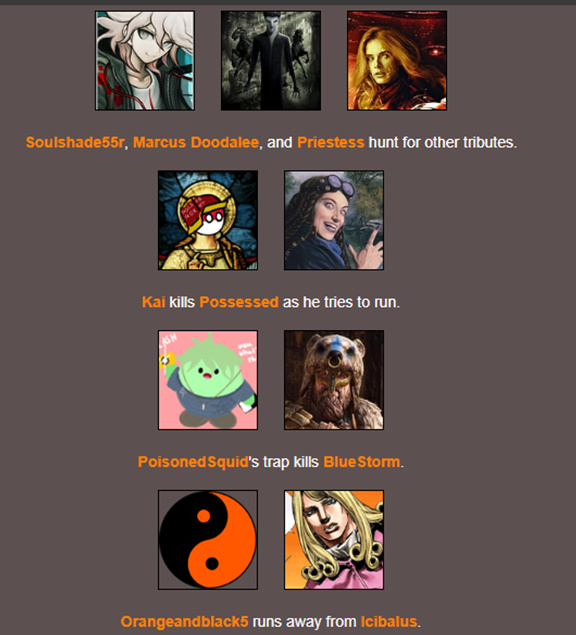 Soulshade55r, Marcus Doodalee, and Priestess hunt for other tributes.
Kai kills Possessed as he tries to run.
PoisonedSquid's trap kills BlueStorm.
Orangeandblack5 runs away from Icibalus.